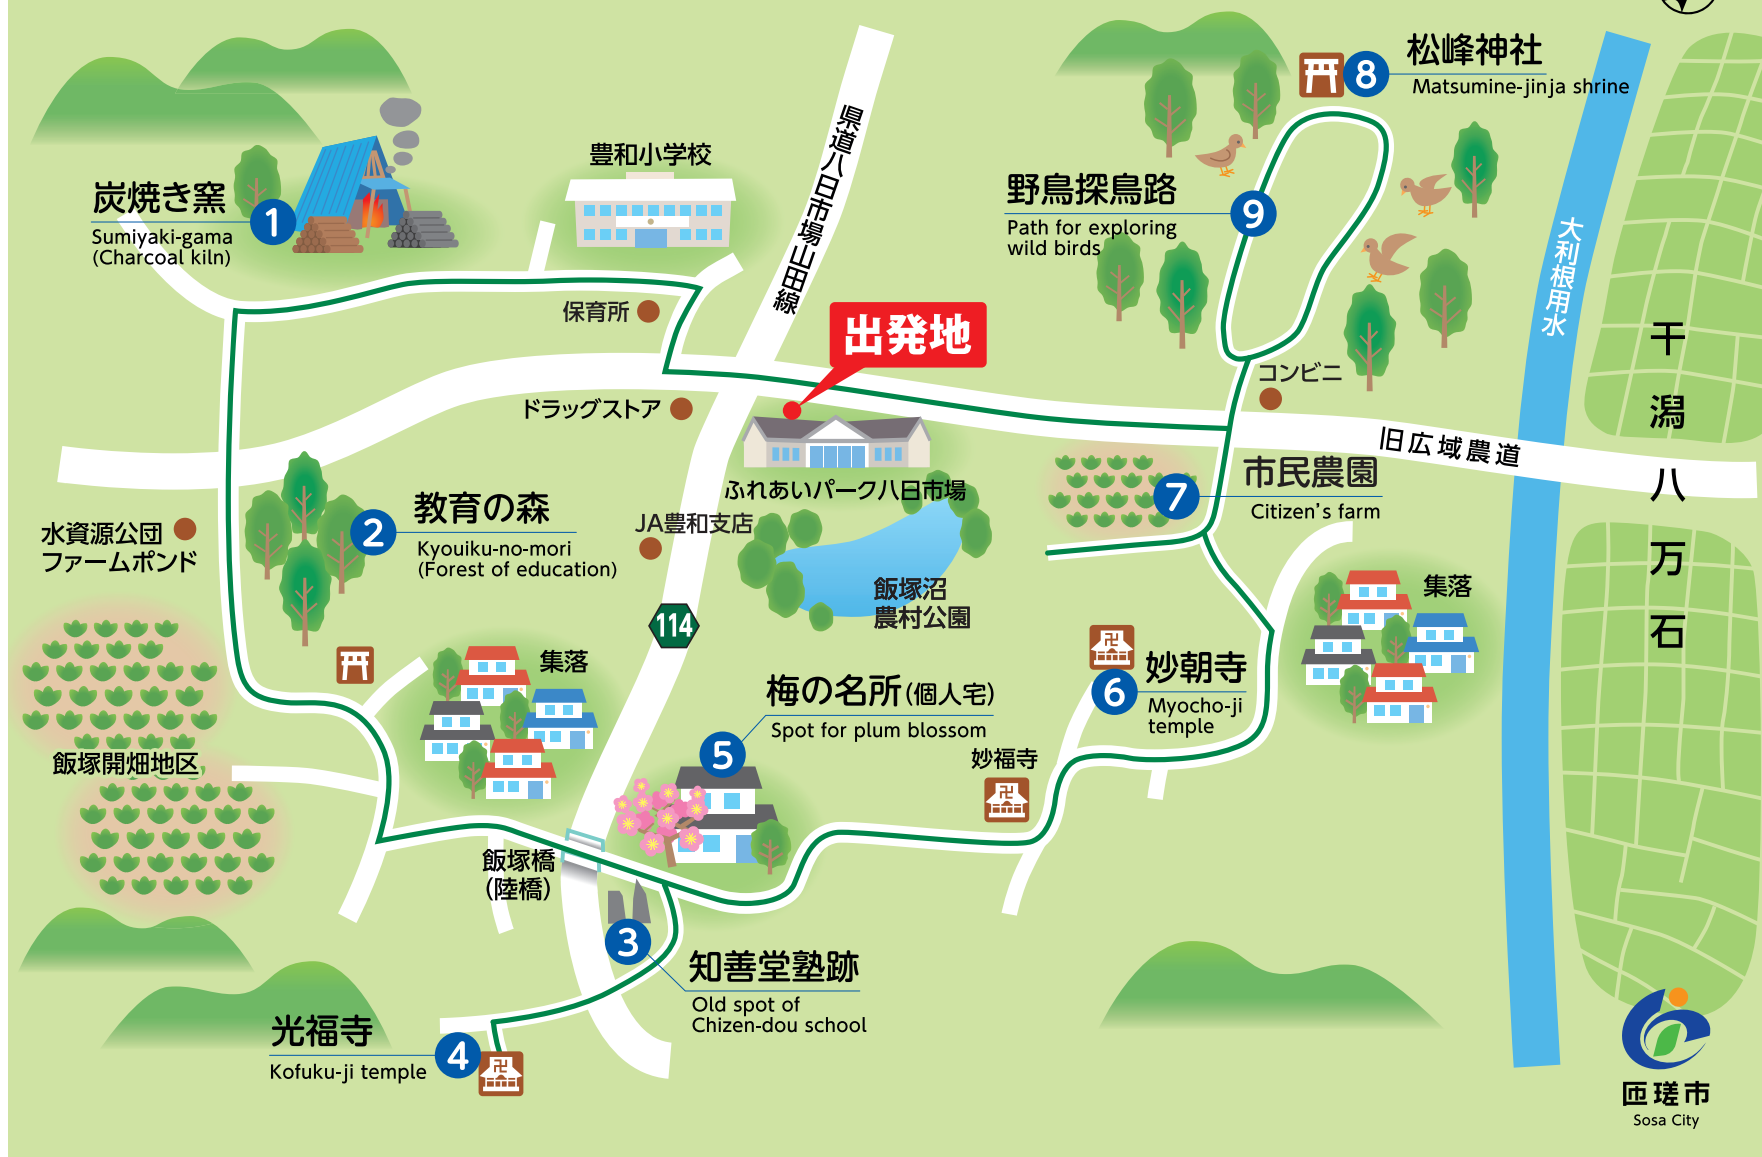 松峰神社
8
Matsumine-jinja shrine
県道八日市場山田線
豊和小学校
炭焼き窯
1
Sumiyaki-gama
(Charcoal kiln)
野鳥探鳥路
9
Path for exploring
wild birds
大利根用水
保育所
出発地
干潟八万石
コンビニ
ドラッグストア
旧広域農道
市民農園
7
Citizen's farm
ふれあいパーク八日市場
教育の森
2
Kyouiku-no-mori
(Forest of education)
JA豊和支店
水資源公団
ファームポンド
飯塚沼
農村公園
集落
114
集落
妙朝寺
6
Myocho-ji
temple
梅の名所(個人宅)
5
Spot for plum blossom
妙福寺
飯塚開畑地区
飯塚橋
(陸橋)
3
知善堂塾跡
Old spot of
Chizen-dou school
光福寺
4
Kofuku-ji temple
匝瑳市
Sosa City